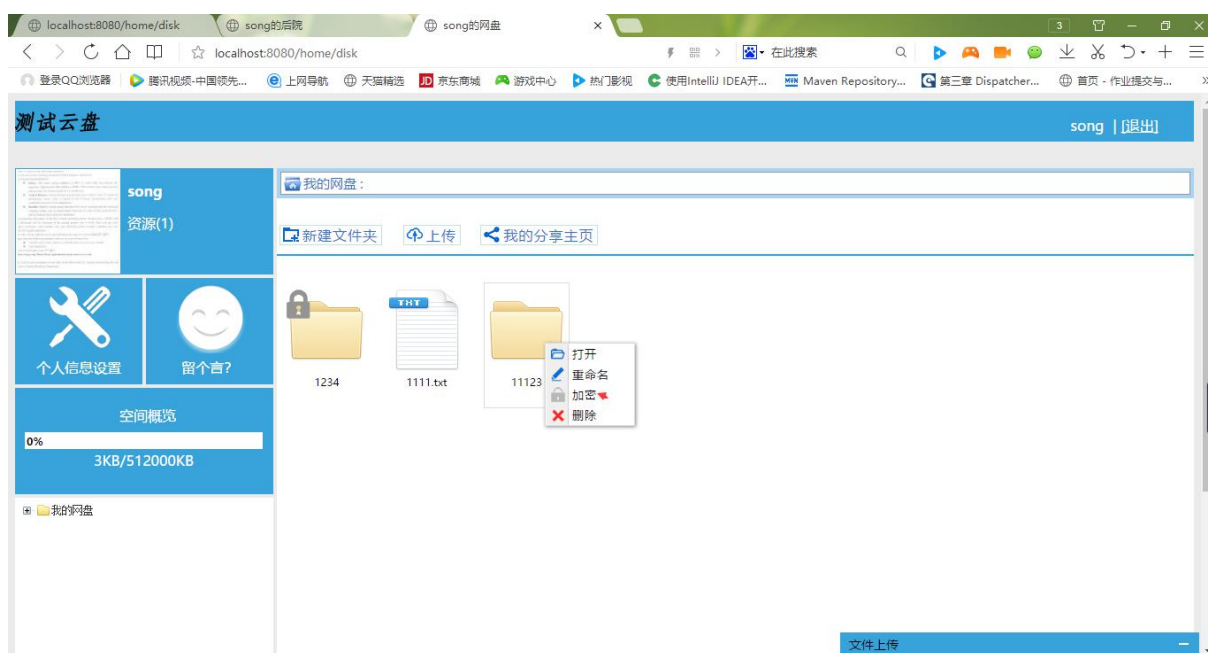 localhost:8080/home/disk
song的后院
song的网盘
3
localhost:8080/home/disk
在此搜索
登录QQ浏览器
腾讯视频-中国领先...
上网导航
天猫精选
JD 京东商城
游戏中心
热门影视
使用IntelliJ IDEA开...
MVN Maven Repository...
第三章 Dispatcher...
首页 - 作业提交与...
测试云盘
song | [退出]
song
资源(1)
我的网盘 :
新建文件夹
上传
我的分享主页
个人信息设置
留个言?
空间概览
0%
3KB/512000KB
我的网盘
TXT
1234
1111.txt
11123
打开
重命名
加密
删除
文件上传